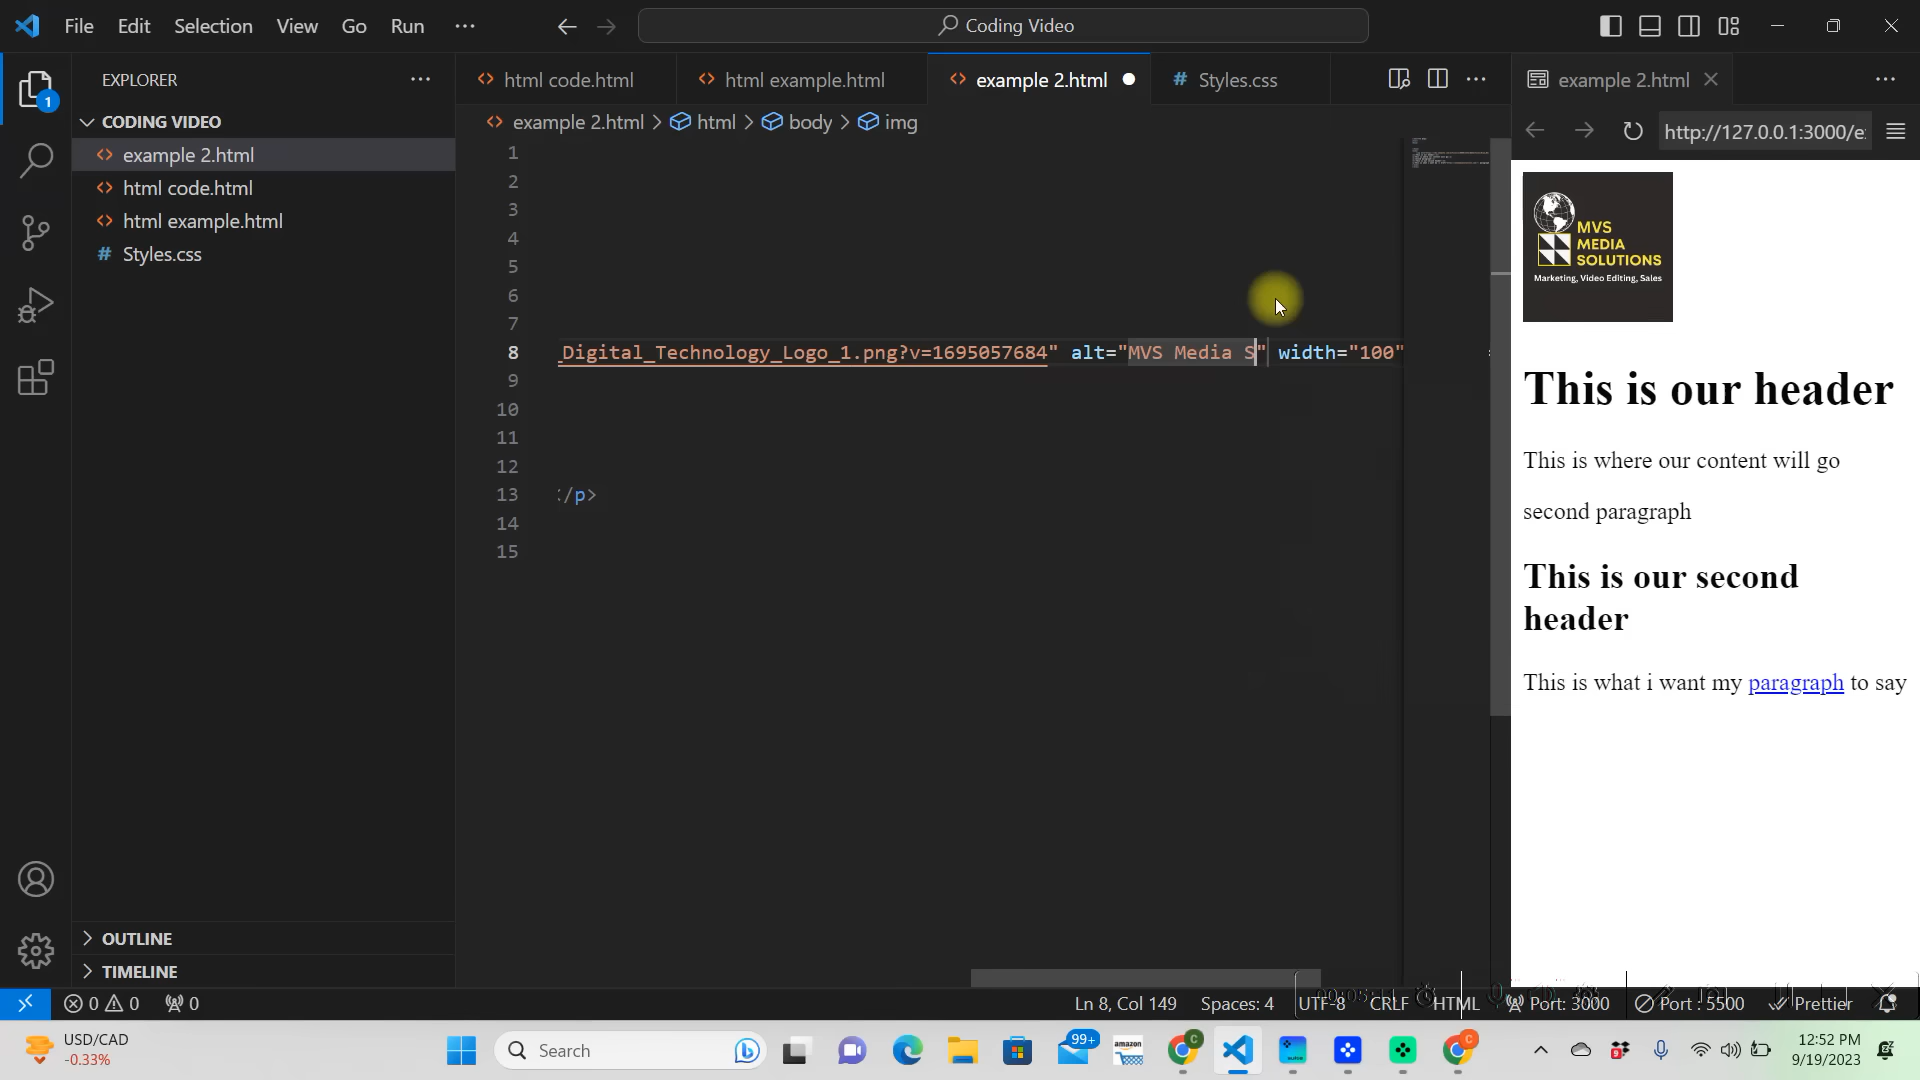 File Edit Selection View Go Run ···
Coding Video
EXPLORER
CODING VIDEO
example 2.html
html code.html
html example.html
# Styles.css
OUTLINE
TIMELINE
1
html code.html
html example.html
example 2.html
# Styles.css
example 2.html > html > body > img
1
2
3
4
5
6
7
8 _Digital_Technology_Logo_1.png?v=1695057684" alt="MVS Media S" width="100"
9
10
11
12
13 </p>
14
15
example 2.html
http://127.0.0.1:3000/e
MVS
MEDIA
SOLUTIONS
Marketing, Video Editing, Sales
This is our header
This is where our content will go
second paragraph
This is our second
header
This is what i want my paragraph to say
0 0 0
Ln 8, Col 149 Spaces: 4 UTF-8 CRLF HTML Port: 3000 Port : 5500 Prettier
USD/CAD
-0.33%
Search
99+
amazon
9
12:52 PM
9/19/2023